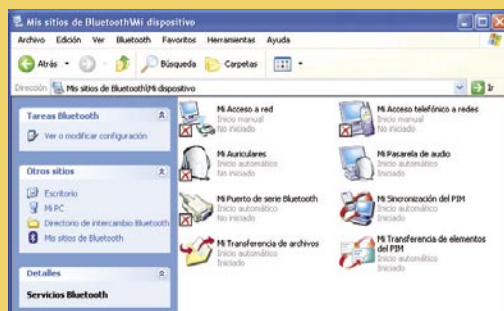 Mis sitios de Bluetooth\Mi dispositivo
Archivo Edición Ver Bluetooth Favoritos Herramientas Ayuda
Atrás Búsqueda Carpetas
Dirección Mis sitios de Bluetooth\Mi dispositivo Ir
Tareas Bluetooth
Ver o modificar configuración
Otros sitios
Escritorio
Mi PC
Directorio de intercambio Bluetooth
Mis sitios de Bluetooth
Detalles
Servicios Bluetooth
Mi Acceso a red
Inicio manual
No iniciado
Mi Acceso telefónico a redes
Inicio manual
No iniciado
Mi Auriculares
Inicio automático
No iniciado
Mi Pasarela de audio
Inicio automático
Iniciado
Mi Puerto de serie Bluetooth
Inicio automático
No iniciado
Mi Sincronización del PIM
Inicio automático
Iniciado
Mi Transferencia de archivos
Inicio automático
Iniciado
Mi Transferencia de elementos
del PIM
Inicio automático
Iniciado